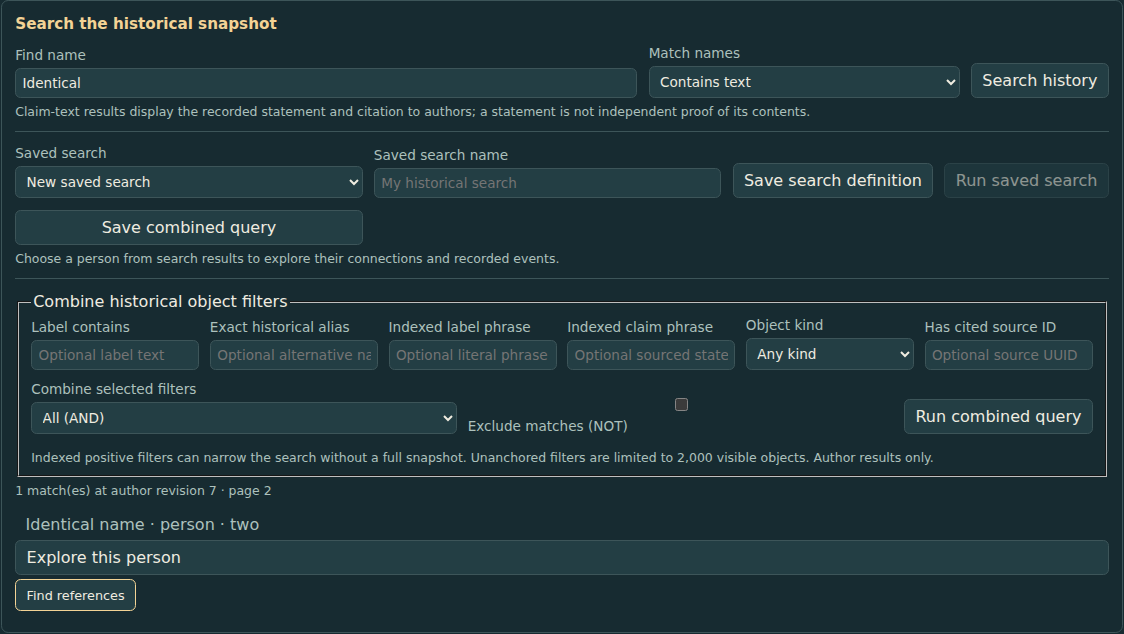 Search the historical snapshot
Find name
Match names
Identical
Contains text
Search history
Claim-text results display the recorded statement and citation to authors; a statement is not independent proof of its contents.
Saved search
Saved search name
New saved search
My historical search
Save search definition
Run saved search
Save combined query
Choose a person from search results to explore their connections and recorded events.
Combine historical object filters
Label contains
Exact historical alias
Indexed label phrase
Indexed claim phrase
Object kind
Has cited source ID
Optional label text
Optional alternative na
Optional literal phrase
Optional sourced state
Any kind
Optional source UUID
Combine selected filters
All (AND)
Exclude matches (NOT)
Run combined query
Indexed positive filters can narrow the search without a full snapshot. Unanchored filters are limited to 2,000 visible objects. Author results only.
1 match(es) at author revision 7 · page 2
Identical name · person · two
Explore this person
Find references